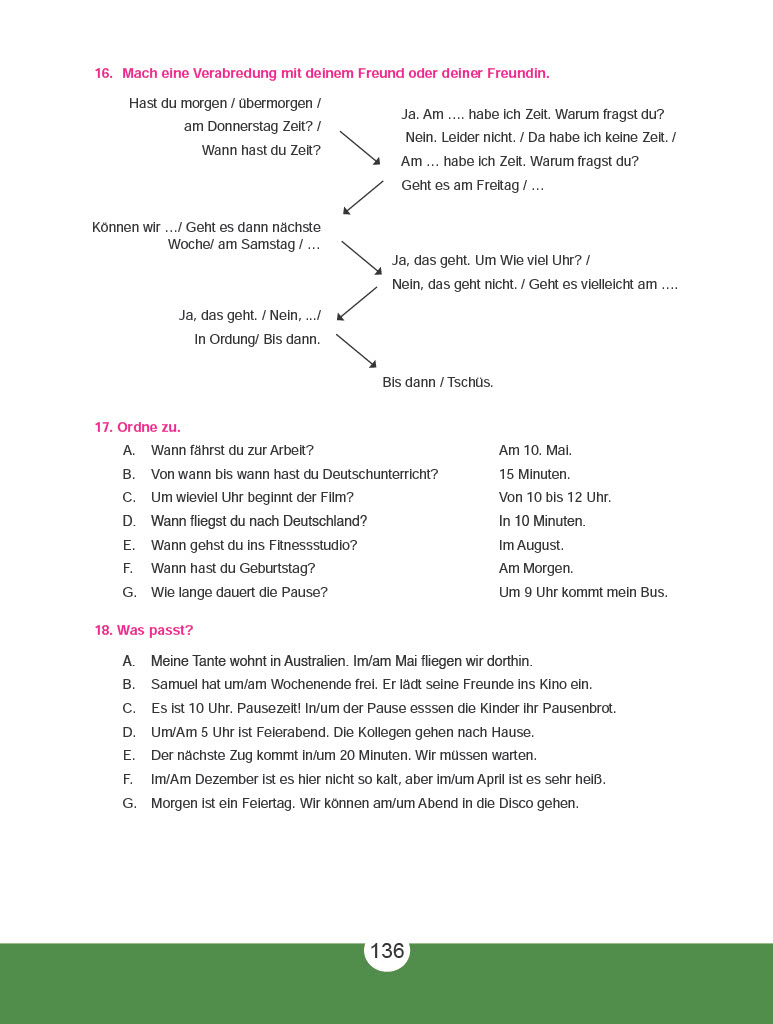 16. Mach eine Verabredung mit deinem Freund oder deiner Freundin.
Hast du morgen / übermorgen /
am Donnerstag Zeit? /
Wann hast du Zeit?
Ja. Am …. habe ich Zeit. Warum fragst du?
Nein. Leider nicht. / Da habe ich keine Zeit. /
Am … habe ich Zeit. Warum fragst du?
Geht es am Freitag / …
Können wir …/ Geht es dann nächste
Woche/ am Samstag / …
Ja, das geht. Um Wie viel Uhr? /
Nein, das geht nicht. / Geht es vielleicht am ….
Ja, das geht. / Nein, .../
In Ordung/ Bis dann.
Bis dann / Tschüs.
17. Ordne zu.
A. Wann fährst du zur Arbeit? Am 10. Mai.
B. Von wann bis wann hast du Deutschunterricht? 15 Minuten.
C. Um wieviel Uhr beginnt der Film? Von 10 bis 12 Uhr.
D. Wann fliegst du nach Deutschland? In 10 Minuten.
E. Wann gehst du ins Fitnessstudio? Im August.
F. Wann hast du Geburtstag? Am Morgen.
G. Wie lange dauert die Pause? Um 9 Uhr kommt mein Bus.
18. Was passt?
A. Meine Tante wohnt in Australien. Im/am Mai fliegen wir dorthin.
B. Samuel hat um/am Wochenende frei. Er lädt seine Freunde ins Kino ein.
C. Es ist 10 Uhr. Pausezeit! In/um der Pause esssen die Kinder ihr Pausenbrot.
D. Um/Am 5 Uhr ist Feierabend. Die Kollegen gehen nach Hause.
E. Der nächste Zug kommt in/um 20 Minuten. Wir müssen warten.
F. Im/Am Dezember ist es hier nicht so kalt, aber im/um April ist es sehr heiß.
G. Morgen ist ein Feiertag. Wir können am/um Abend in die Disco gehen.
136